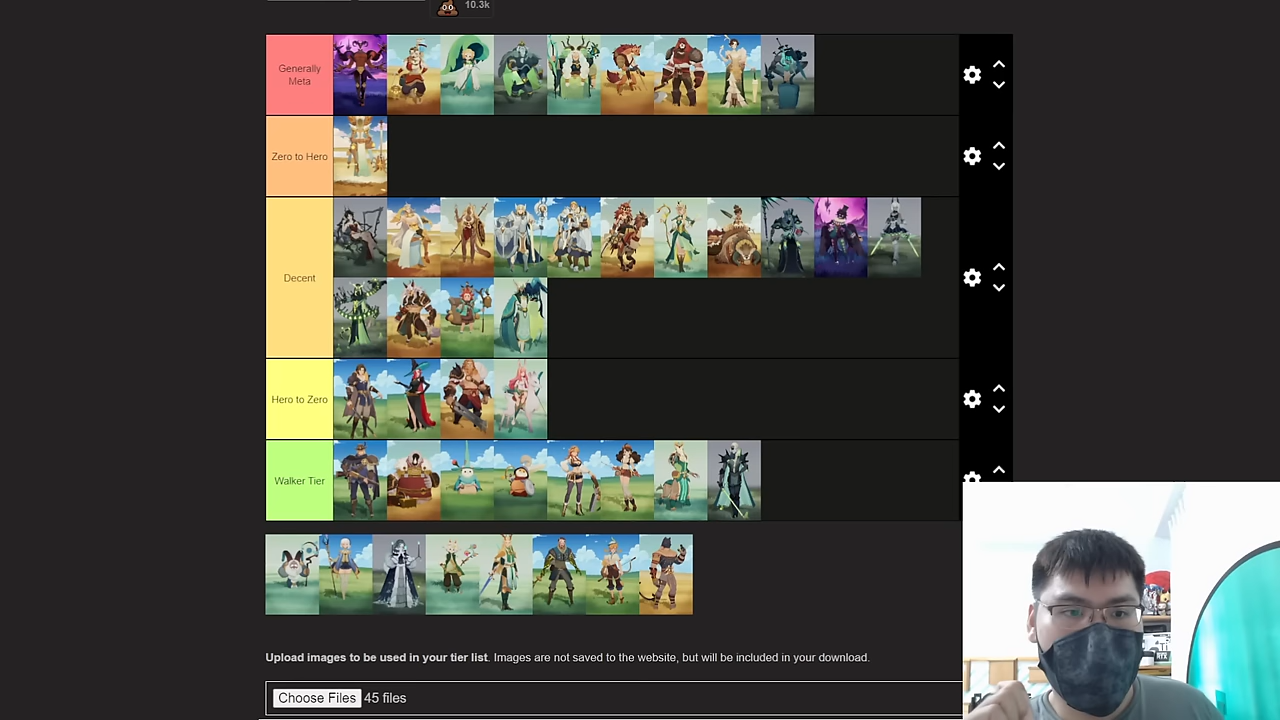 10.3k
Generally
Meta
Zero to Hero
Decent
Hero to Zero
Walker Tier
Upload images to be used in your tier list. Images are not saved to the website, but will be included in your download.
Choose Files 45 files